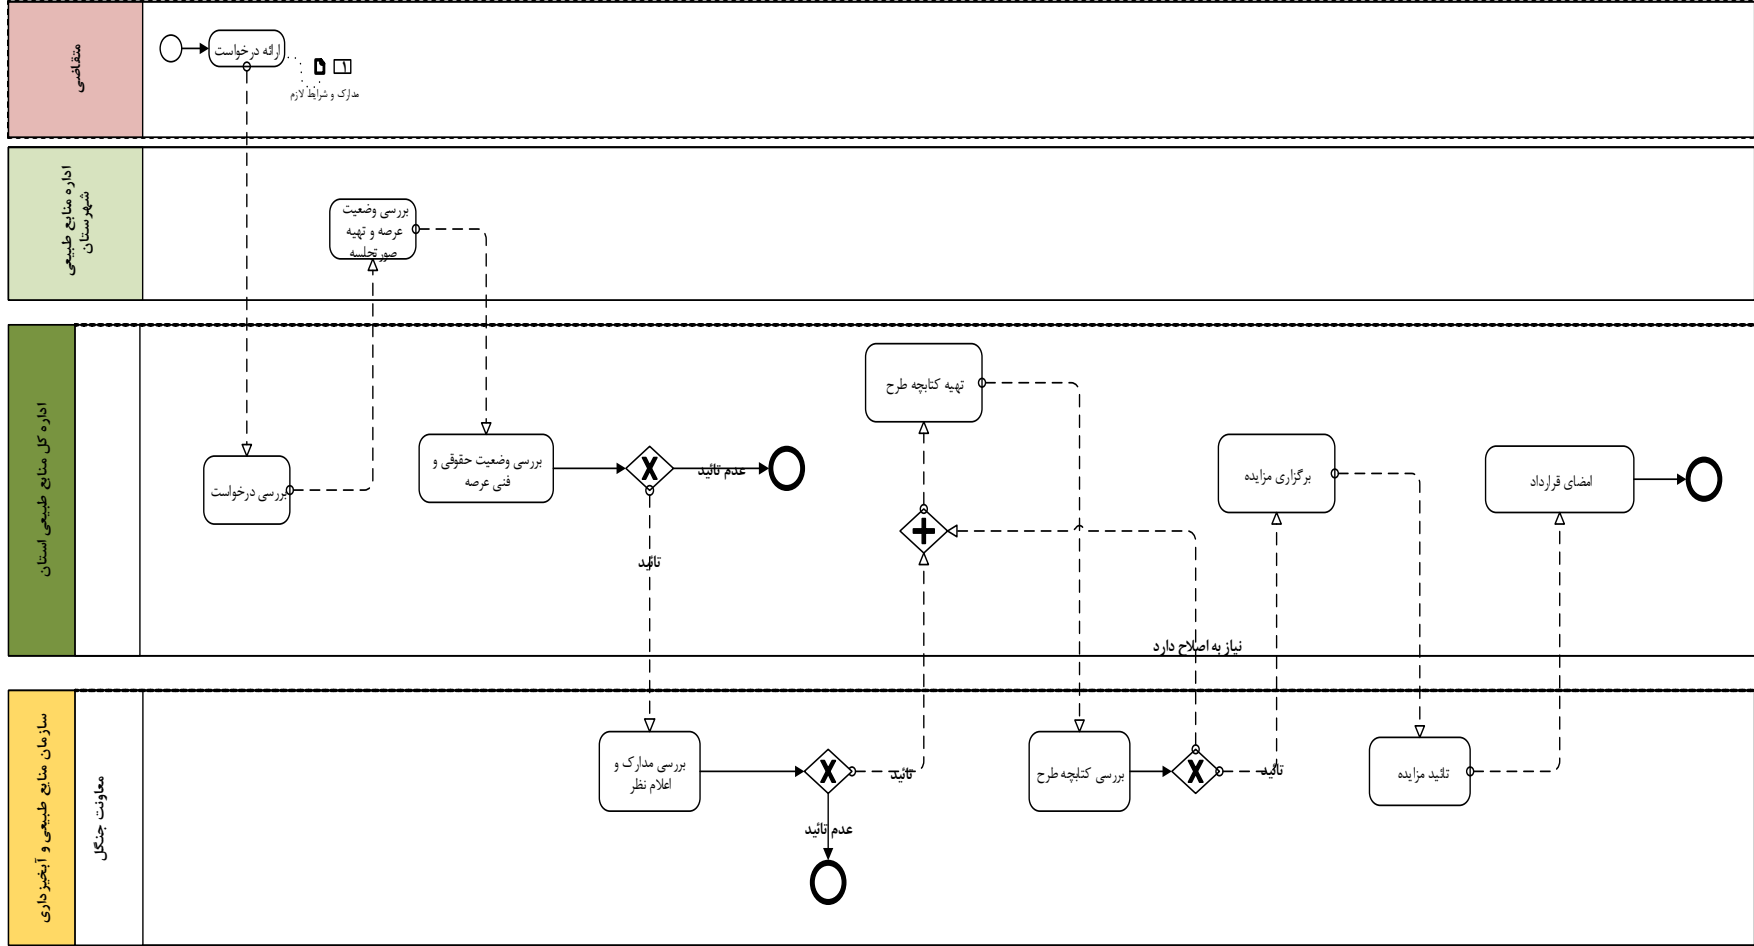 متقاضی
ارائه درخواست
۱
مدارک و شرایط لازم
اداره منابع طبیعی
شهرستان
بررسی وضعیت
عرصه و تهیه
صورتجلسه
اداره کل منابع طبیعی استان
بررسی درخواست
بررسی وضعیت حقوقی و
فنی عرصه
عدم تائید
تائید
تهیه کتابچه طرح
نیاز به اصلاح دارد
برگزاری مزایده
امضای قرارداد
سازمان منابع طبیعی و آبخیزداری
معاونت جنگل
بررسی مدارک و
اعلام نظر
تائید
عدم تائید
بررسی کتابچه طرح
تائید
تائید مزایده